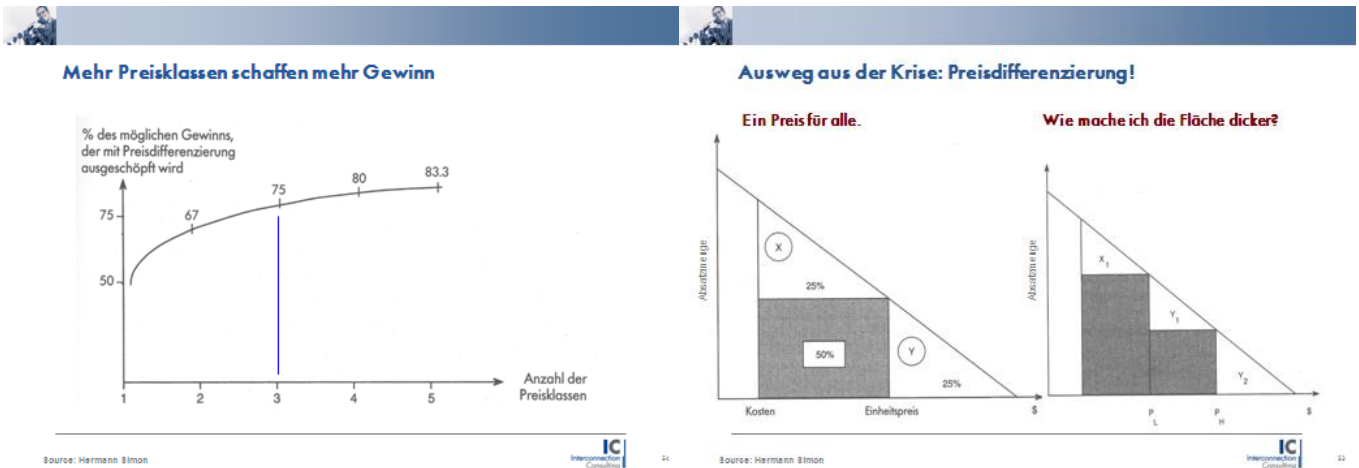 Mehr Preisklassen schaffen mehr Gewinn
% des möglichen Gewinns,
der mit Preisdifferenzierung
ausgeschöpft wird
83.3
80
75
67
75
50
Anzahl der
Preisklassen
1 2 3 4 5
Source: Hermann Simon
IC
Interconnection
Consulting
Ausweg aus der Krise: Preisdifferenzierung!
Ein Preis für alle.
Wie mache ich die Fläche dicker?
Absatzmenge
X
25%
50%
Y
25%
Kosten
Einheitspreis
$
Absatzmenge
X1
Y1
Y2
PL
PH
$
Source: Hermann Simon
IC
Interconnection
Consulting